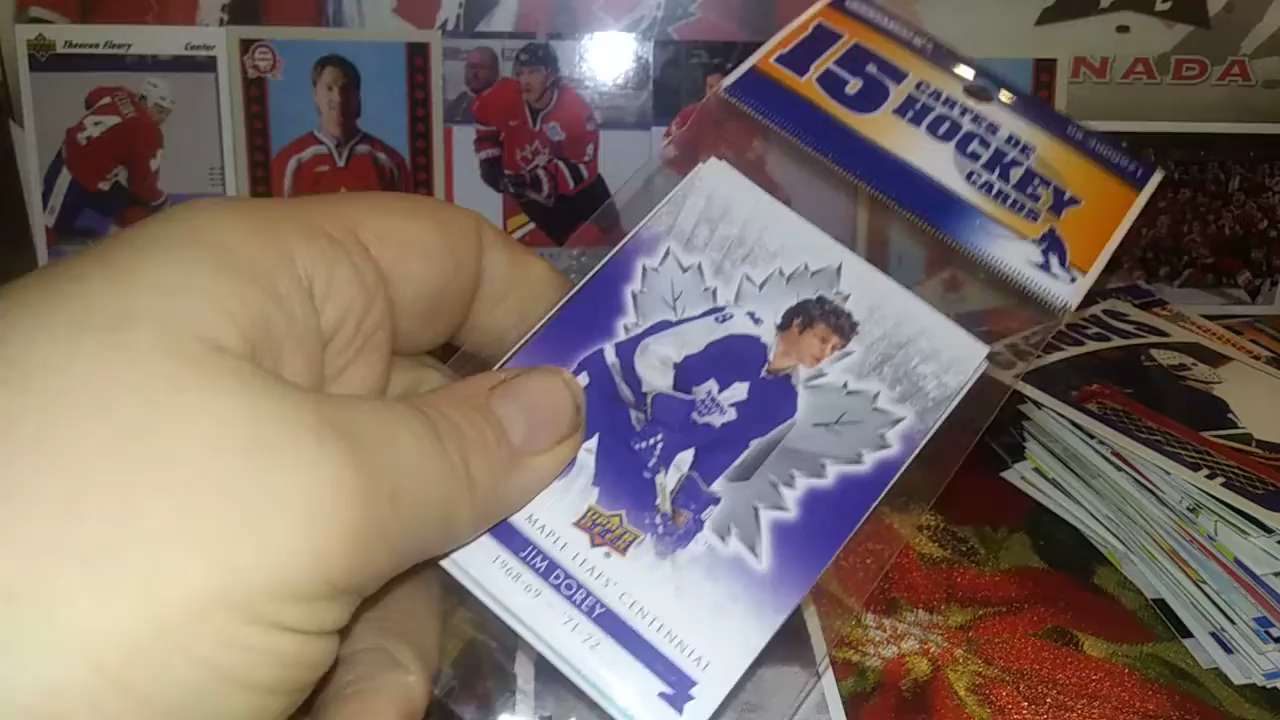 Theoren Fleury Center
NADA
15
CARTES DE
HOCKEY
CARDS
UPPER
DECK
MAPLE LEAFS' CENTENNIAL
JIM DOREY
1968-69 - '71-72